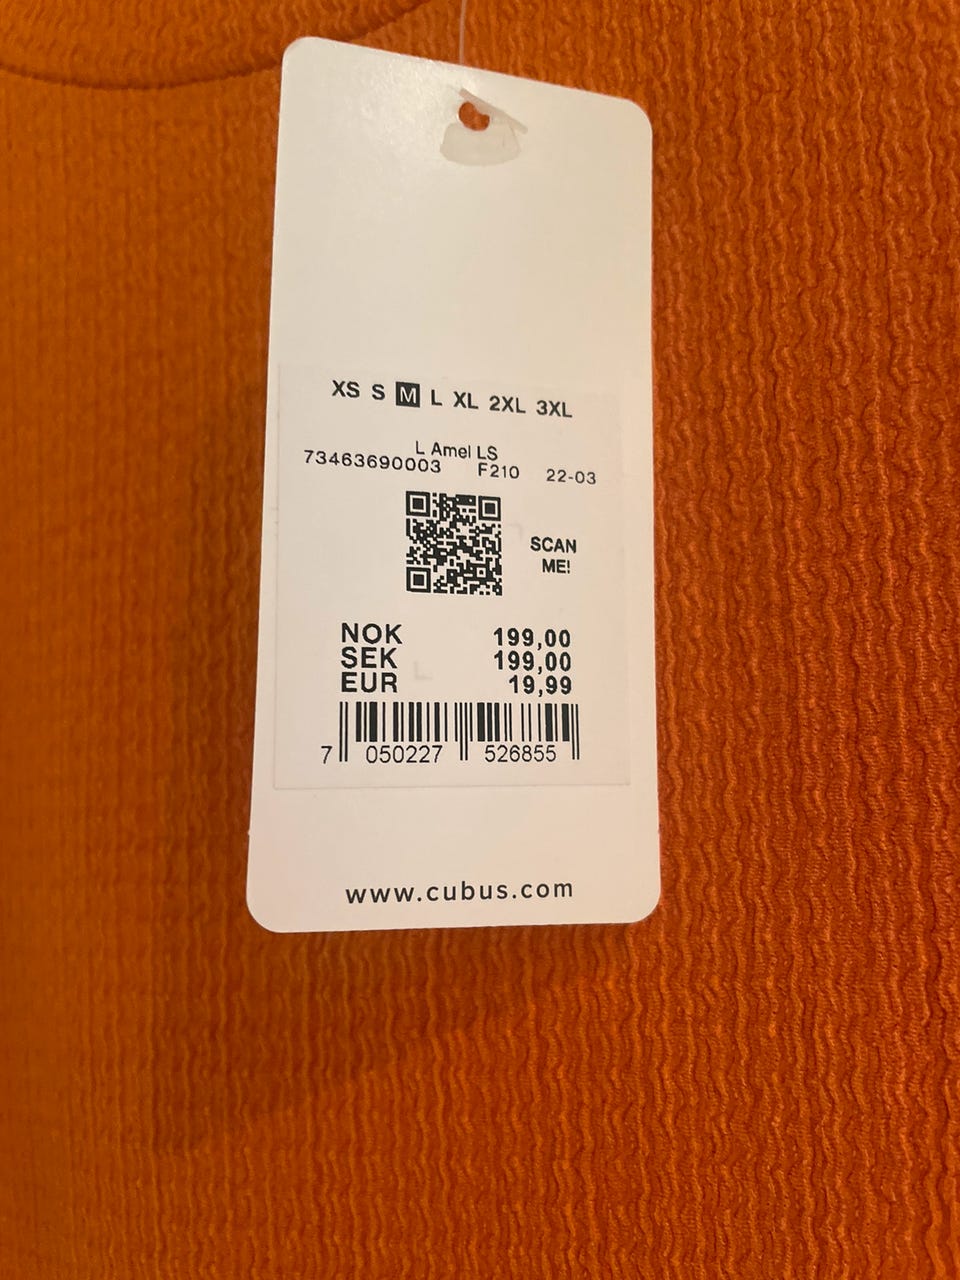 XS S M L XL 2XL 3XL
L Amel LS
73463690003 F210 22-03
SCAN
ME!
NOK 199,00
SEK 199,00
EUR 19,99
7 050227 526855
www.cubus.com